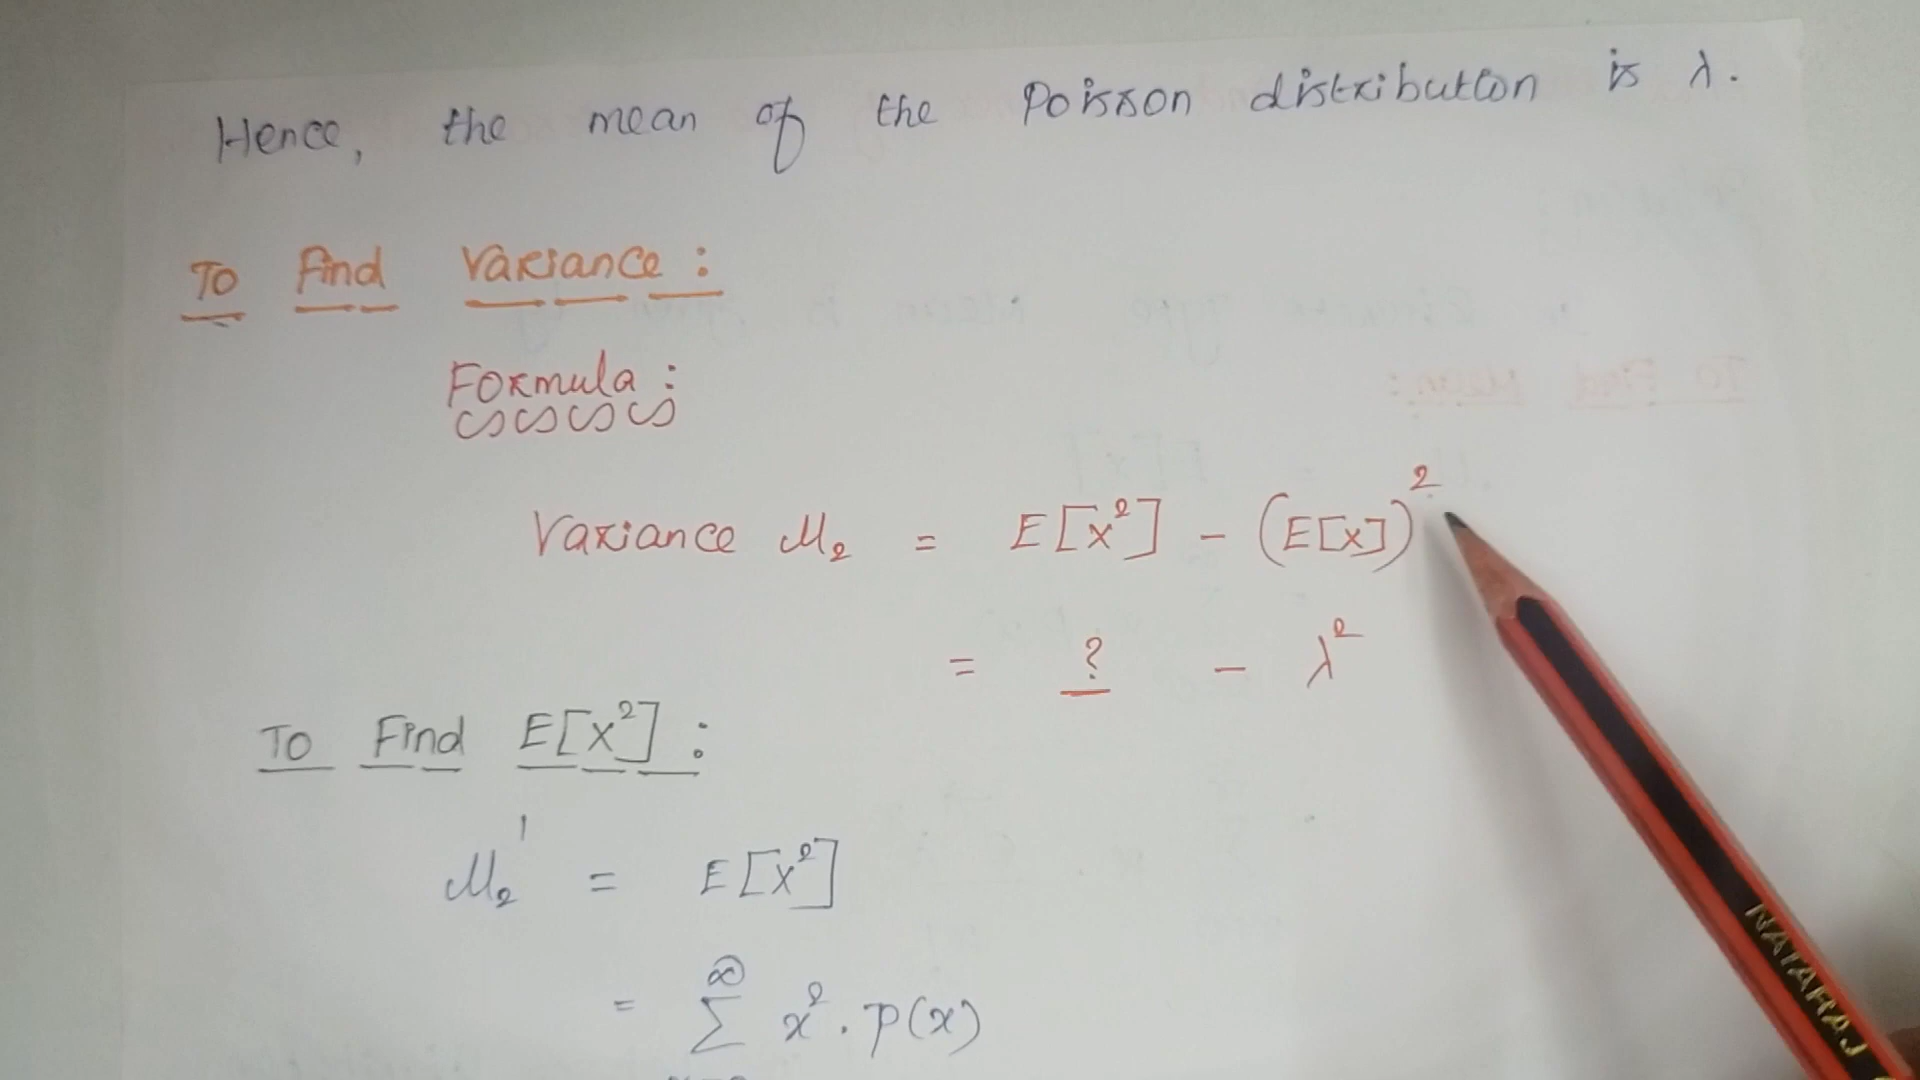 Hence, the mean of the Poisson distribution is λ.
To Find Variance :
Formula :
Variance μ₂ = E[x²] - (E[x])²
= ? - λ²
To Find E[x²] :
μ₂' = E[x²]
= ∞ Σ x² . p(x)
NATARAJ